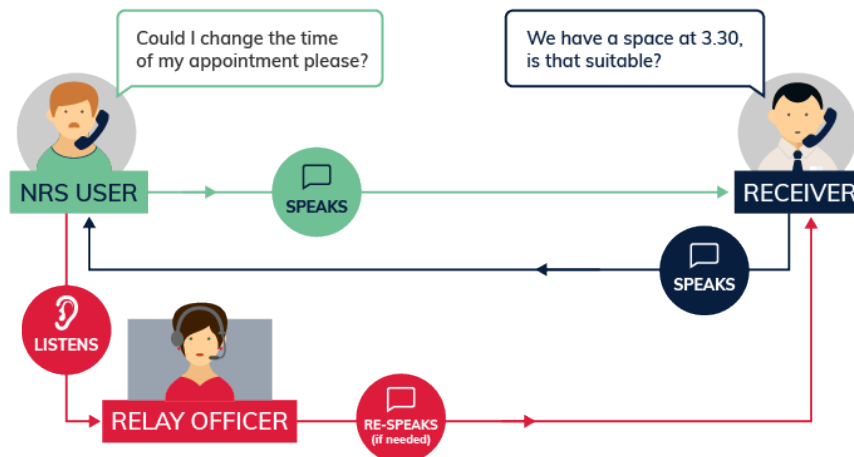 Could I change the time
of my appointment please?
We have a space at 3.30,
is that suitable?
NRS USER
SPEAKS
RECEIVER
SPEAKS
LISTENS
RELAY OFFICER
RE-SPEAKS
(if needed)